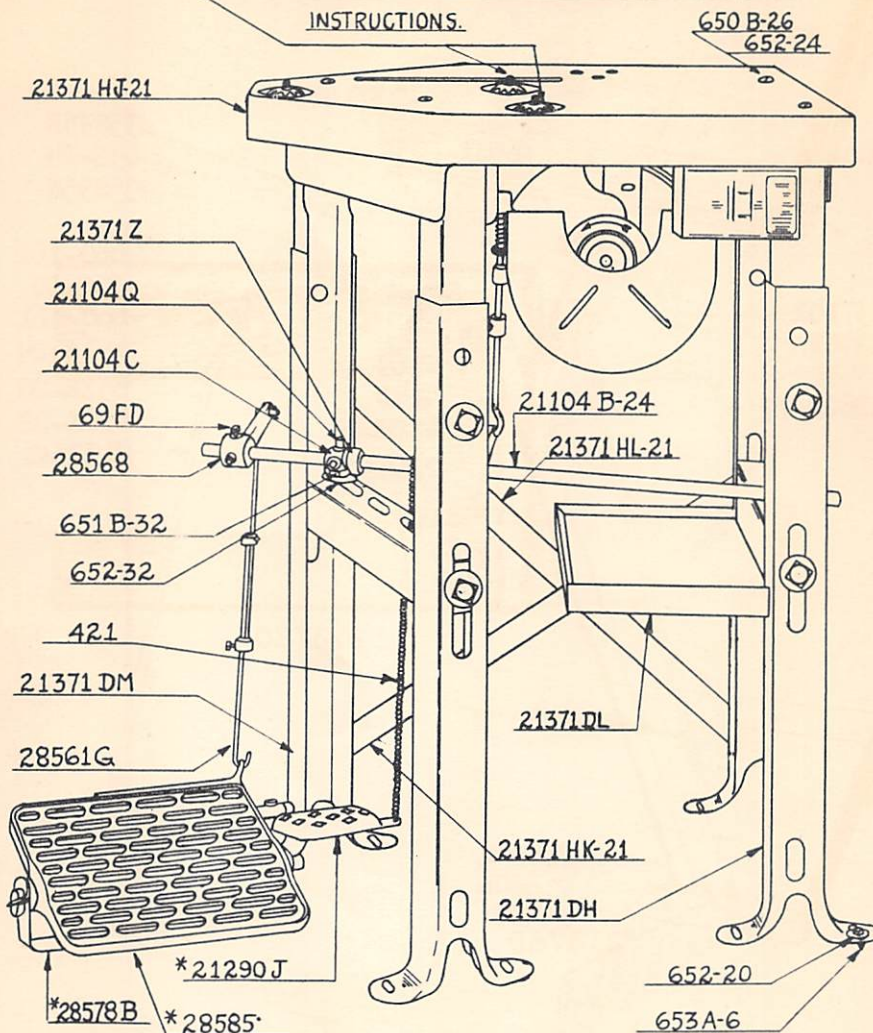 INSTRUCTIONS.
650 B-26
652-24
21371 HJ-21
21371 Z
21104 Q
21104 C
69 FD
28568
651 B-32
652-32
421
21371 DM
28561 G
21104 B-24
21371 HL-21
21371 DL
21371 HK-21
21371 DH
*21290 J
*28578 B
*28585
652-20
653 A-6